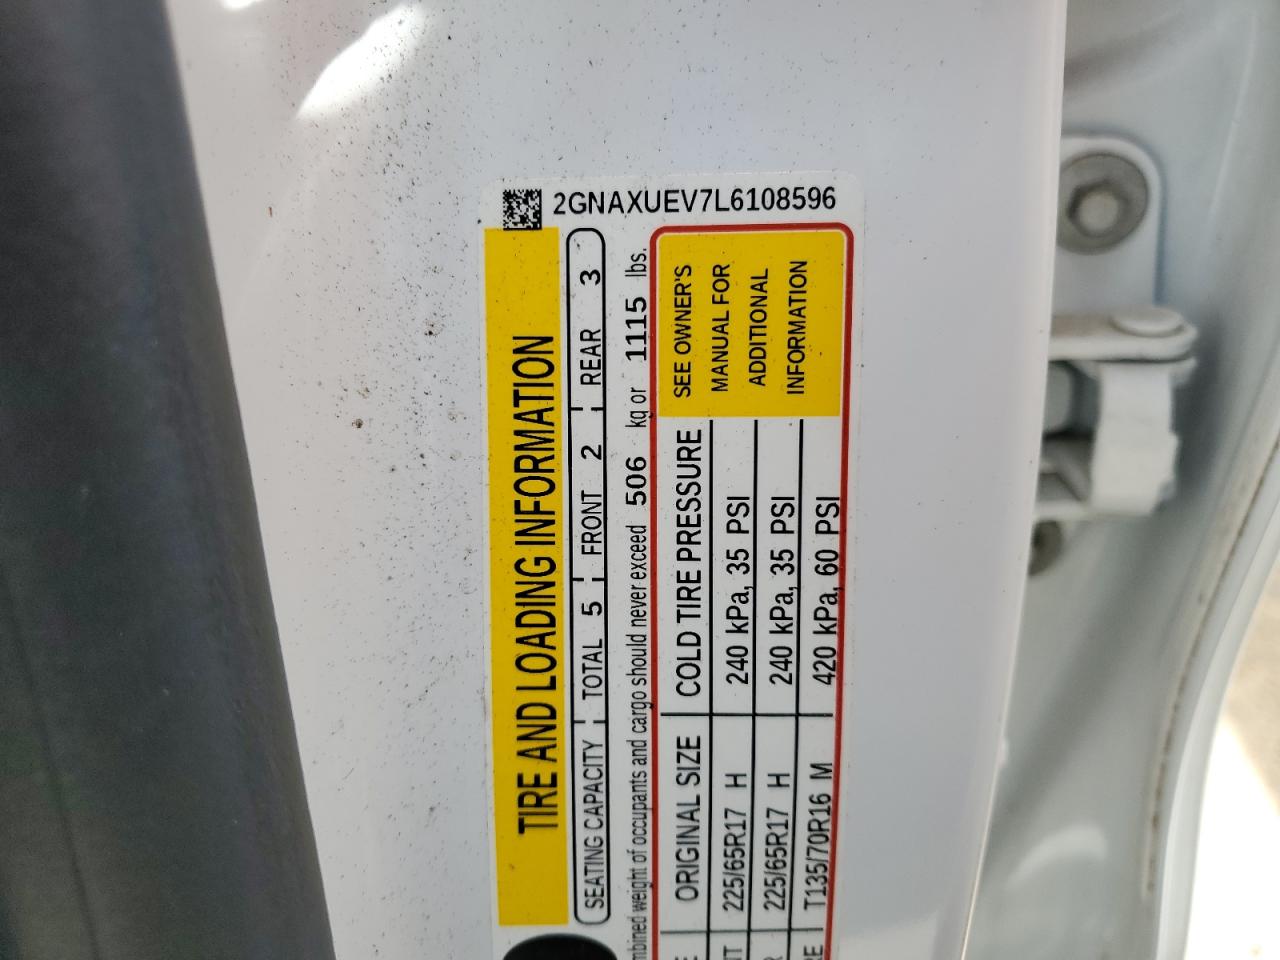 2GNAXUEV7L6108596
TIRE AND LOADING INFORMATION
SEATING CAPACITY TOTAL 5 FRONT 2 REAR 3
weight of occupants and cargo should never exceed 506 kg or 1115 lbs.
ORIGINAL SIZE COLD TIRE PRESSURE
225/65R17 H 240 kPa, 35 PSI
225/65R17 H 240 kPa, 35 PSI
T135/70R16 M 420 kPa, 60 PSI
SEE OWNER'S
MANUAL FOR
ADDITIONAL
INFORMATION